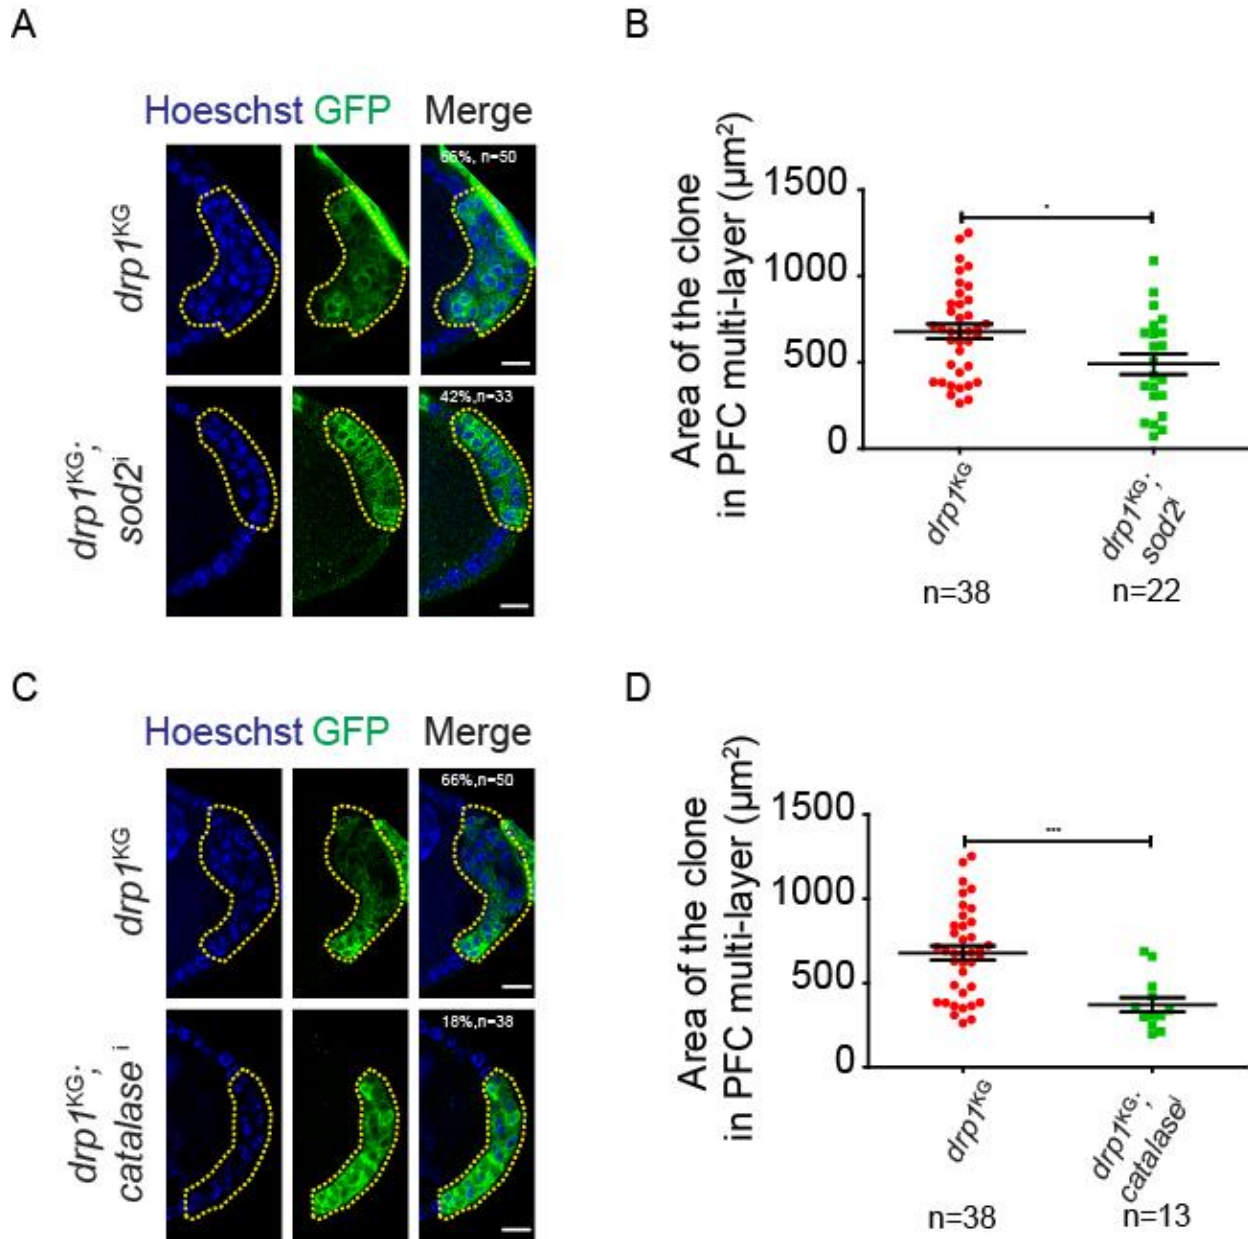 A
B
Hoeschst GFP Merge
drp1ᴷᴳ
66%, n=50
drp1ᴷᴳ;
sod2ⁱ
42%, n=33
Area of the clone
in PFC multi-layer (µm²)
1500
1000
500
0
*
drp1ᴷᴳ
drp1ᴷᴳ;
sod2ⁱ
n=38
n=22
C
D
Hoeschst GFP Merge
drp1ᴷᴳ
66%,n=50
drp1ᴷᴳ;
catalase ⁱ
18%,n=38
Area of the clone
in PFC multi-layer (µm²)
1500
1000
500
0
***
drp1ᴷᴳ
drp1ᴷᴳ;
catalaseⁱ
n=38
n=13